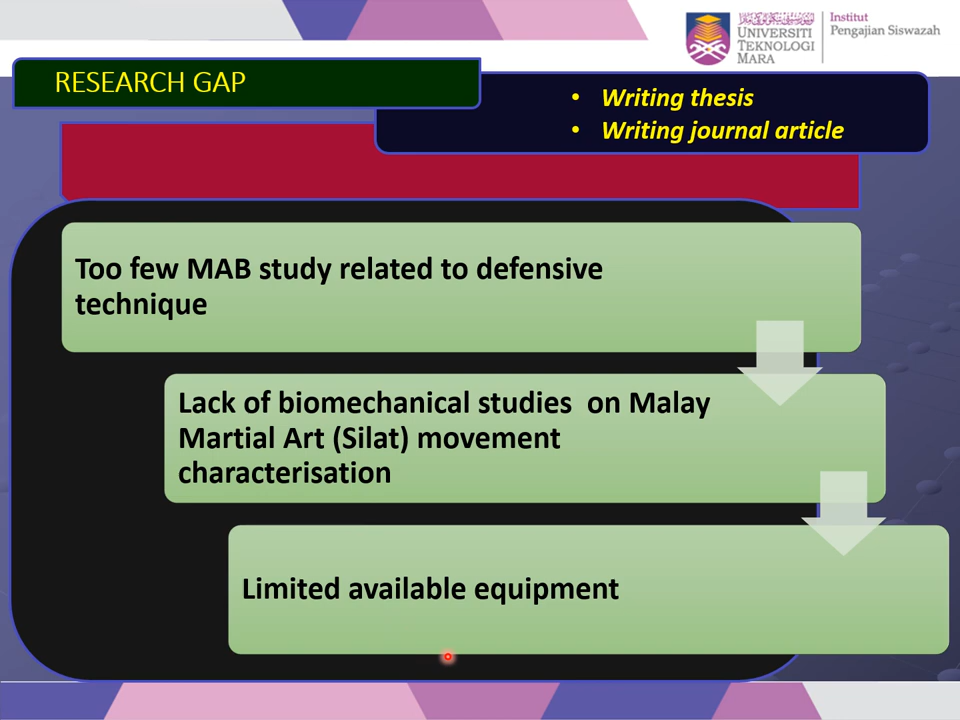 UNIVERSITI
TEKNOLOGI
MARA
Institut
Pengajian Siswazah
RESEARCH GAP
• Writing thesis
• Writing journal article
Too few MAB study related to defensive
technique
Lack of biomechanical studies  on Malay
Martial Art (Silat) movement
characterisation
Limited available equipment